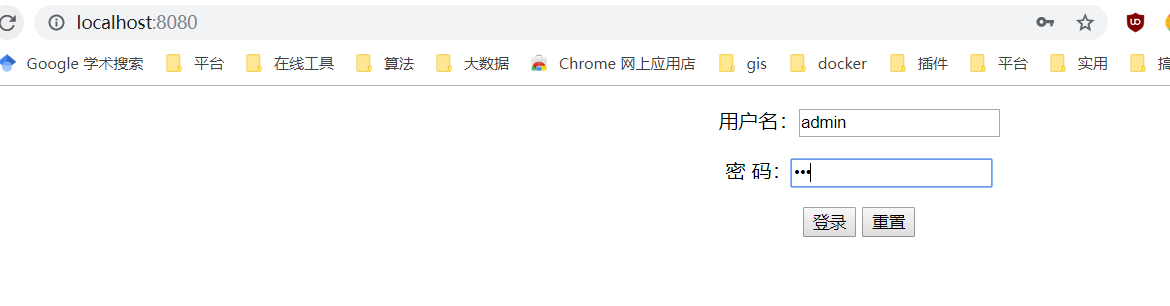 localhost:8080
Google 学术搜索 平台 在线工具 算法 大数据 Chrome 网上应用店 gis docker 插件 平台 实用 搞
用户名： admin
密 码： •••
登录 重置